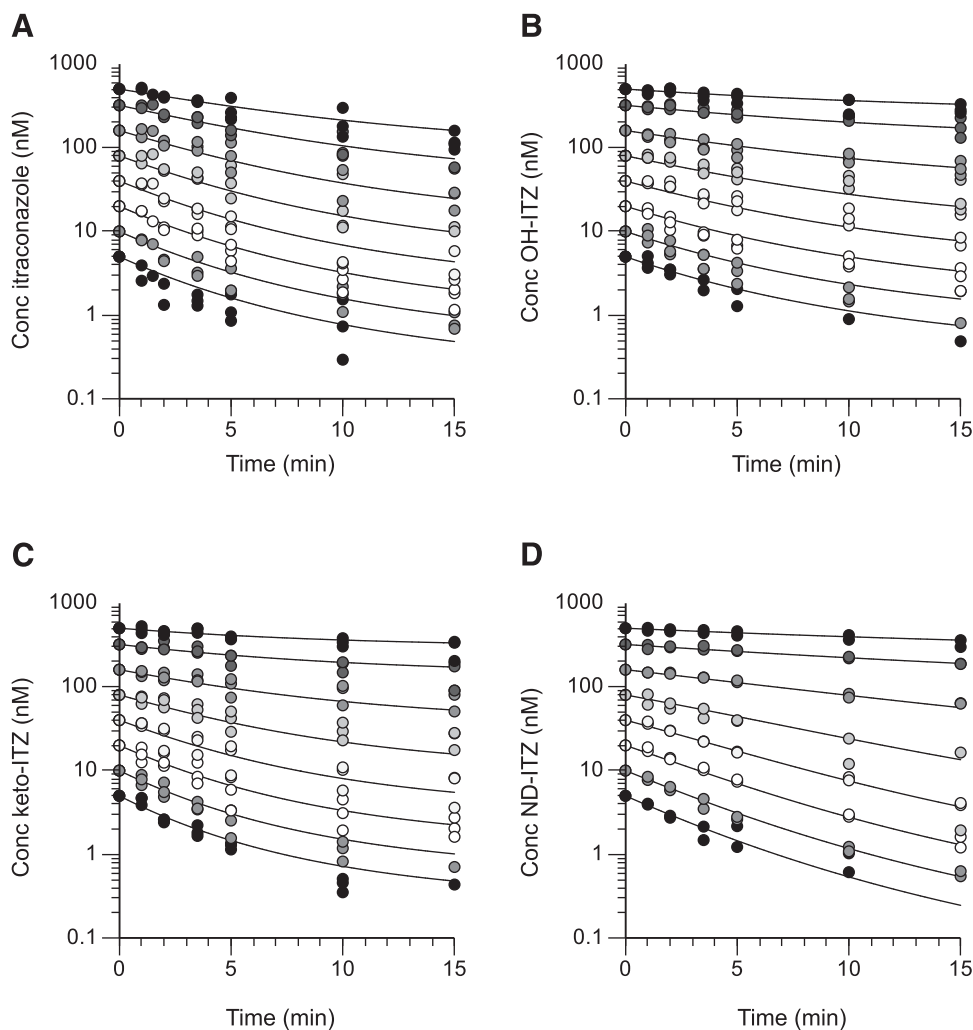 A
Conc itraconazole (nM)
1000
100
10
1
0.1
0 5 10 15
Time (min)
B
Conc OH-ITZ (nM)
1000
100
10
1
0.1
0 5 10 15
Time (min)
C
Conc keto-ITZ (nM)
1000
100
10
1
0.1
0 5 10 15
Time (min)
D
Conc ND-ITZ (nM)
1000
100
10
1
0.1
0 5 10 15
Time (min)